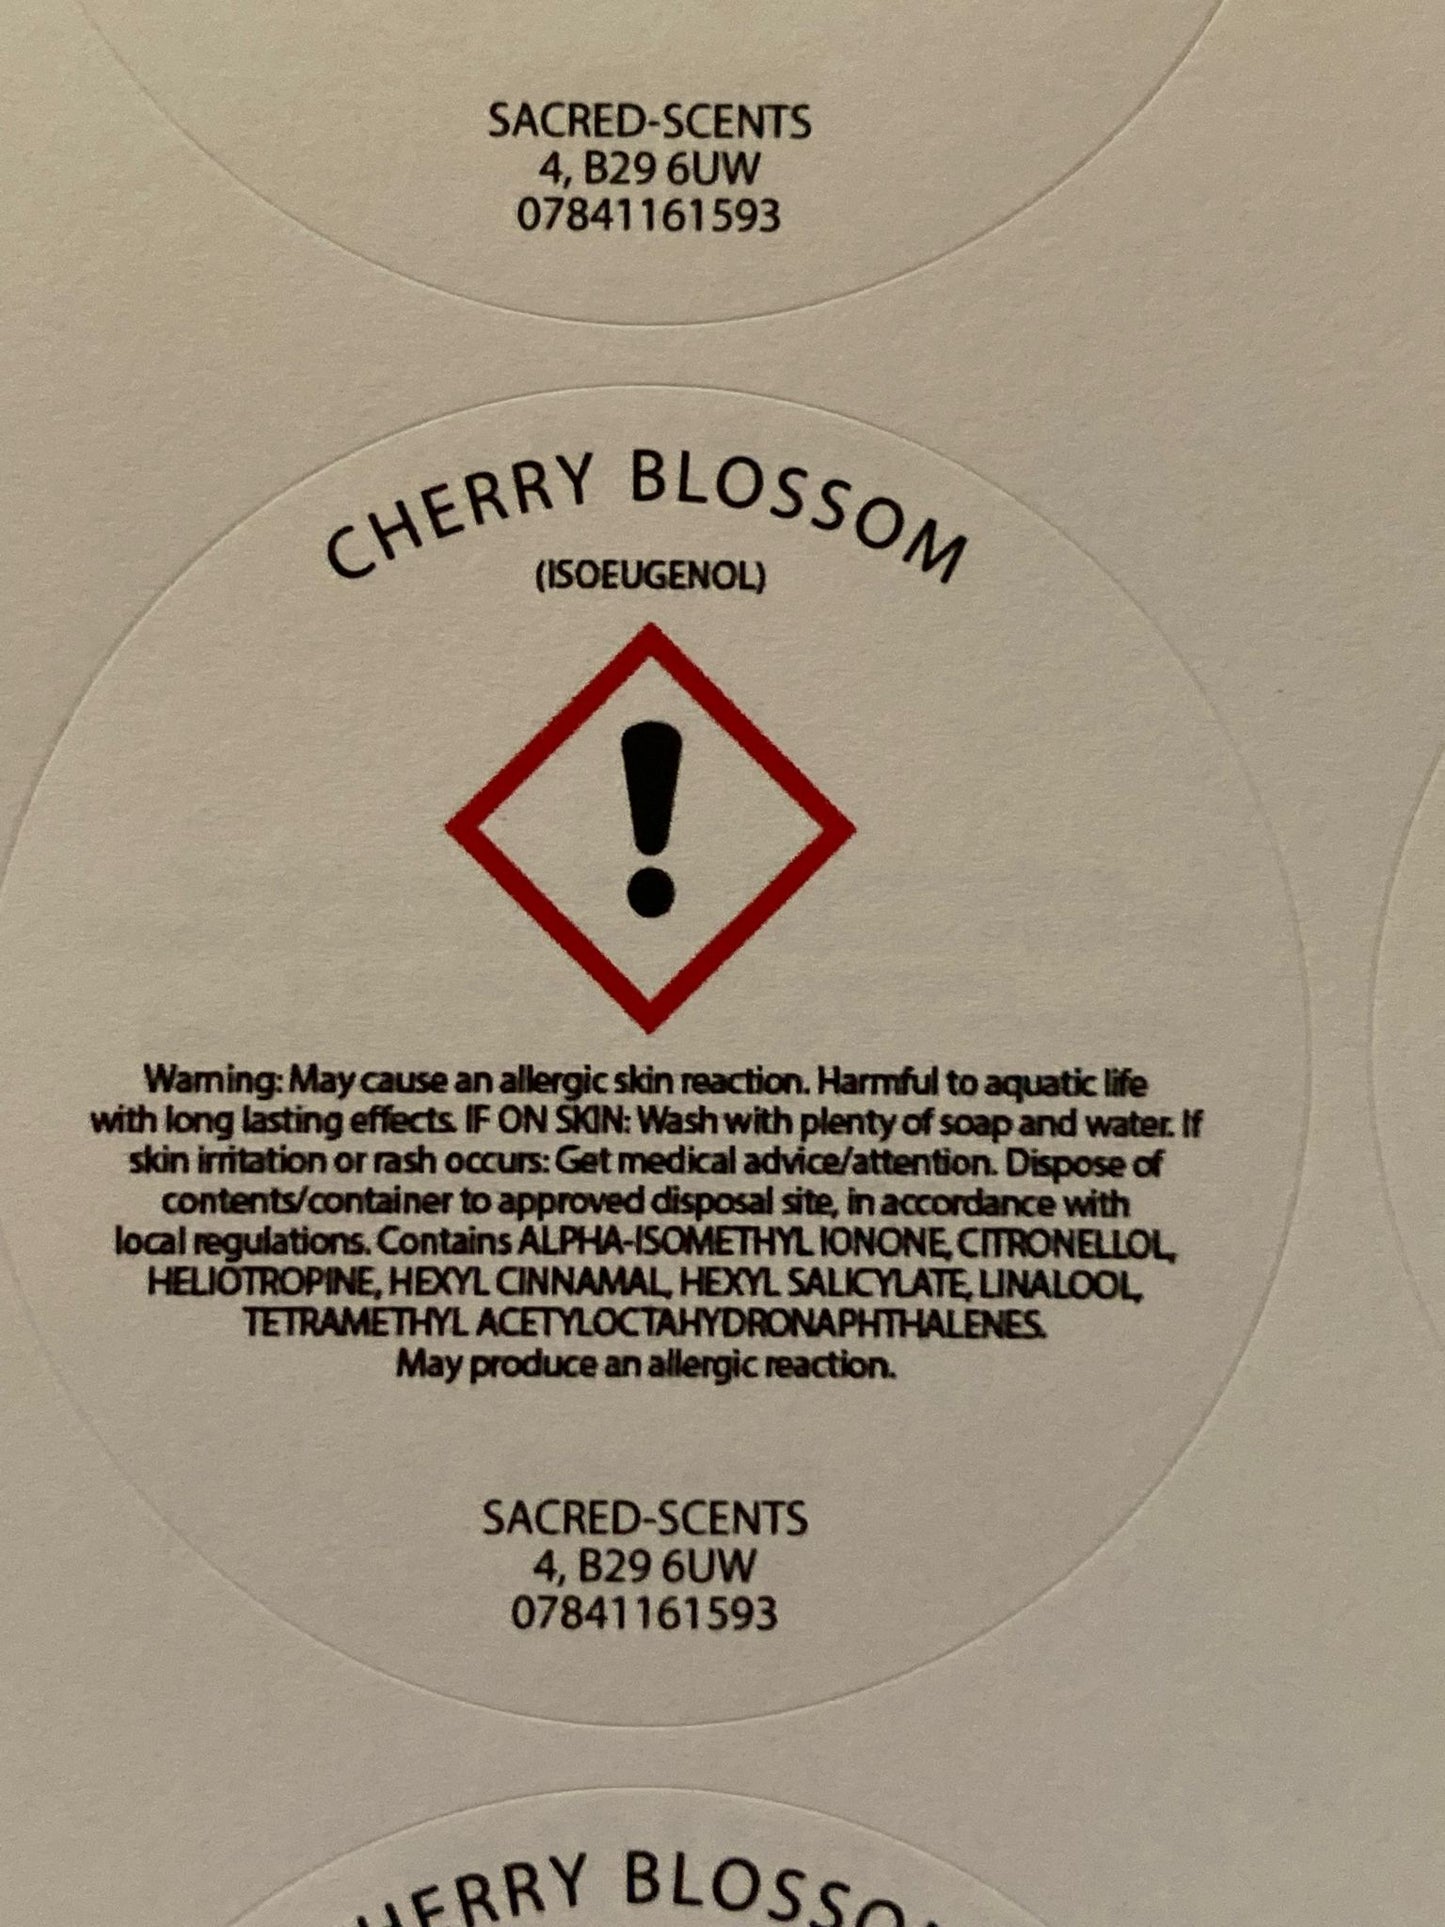 SACRED-SCENTS
4, B29 6UW
07841161593
CHERRY BLOSSOM
(ISOEUGENOL)
Warning: May cause an allergic skin reaction. Harmful to aquatic life
with long lasting effects. IF ON SKIN: Wash with plenty of soap and water. If
skin irritation or rash occurs: Get medical advice/attention. Dispose of
contents/container to approved disposal site, in accordance with
local regulations. Contains ALPHA-ISOMETHYL IONONE, CITRONELLOL,
HELIOTROPINE, HEXYL CINNAMAL, HEXYL SALICYLATE, LINALOOL,
TETRAMETHYL ACETYLOCTAHYDRONAPHTHALENES.
May produce an allergic reaction.
SACRED-SCENTS
4, B29 6UW
07841161593
HERRY BLOSSO